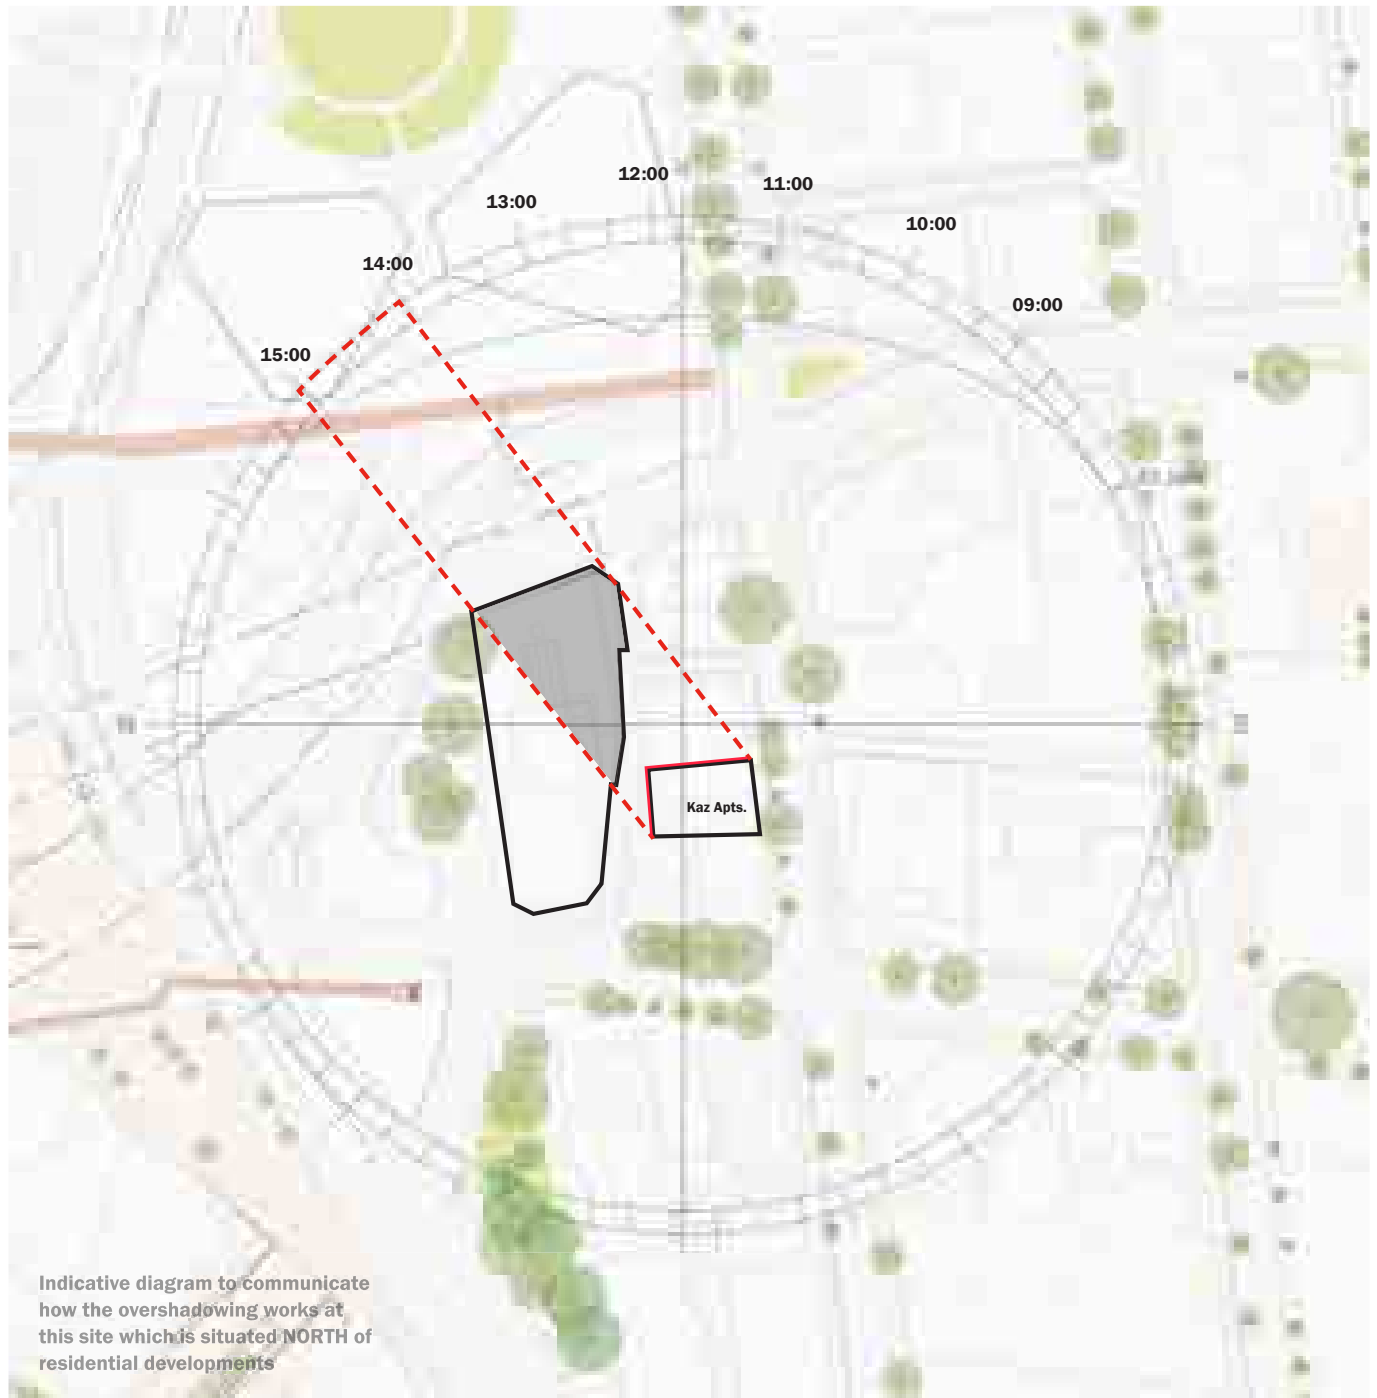 12:00
11:00
13:00
10:00
14:00
09:00
15:00
Kaz Apts.
Indicative diagram to communicate
how the overshadowing works at
this site which is situated NORTH of
residential developments